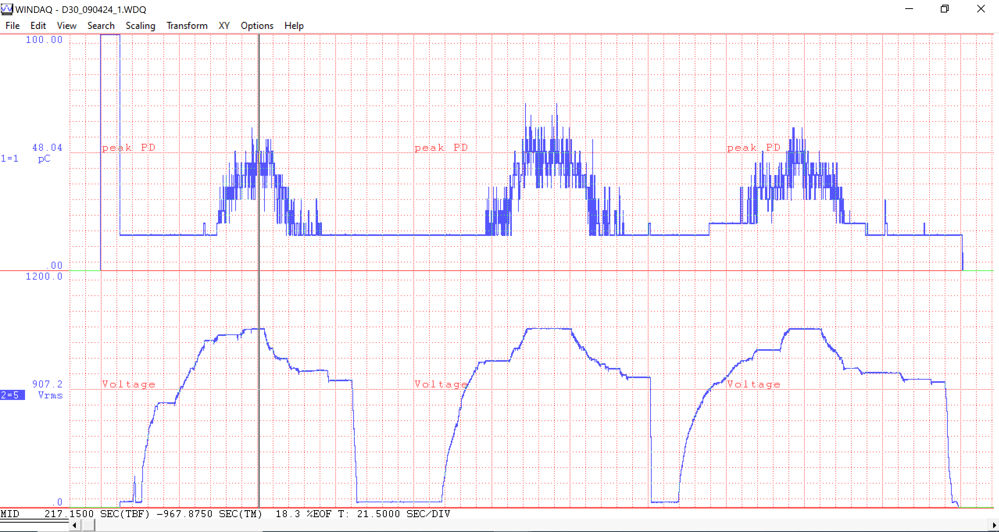 WINDAQ - D30_090424_1.WDQ
File Edit View Search Scaling Transform XY Options Help
100.00
48.04 peak PD peak PD peak PD
1=1 pC
.00
1200.0
907.2 Voltage Voltage Voltage
2=5 Vrms
.0
MID 217.1500 SEC(TBF) -967.8750 SEC(TM) 18.3 %EOF T: 21.5000 SEC/DIV